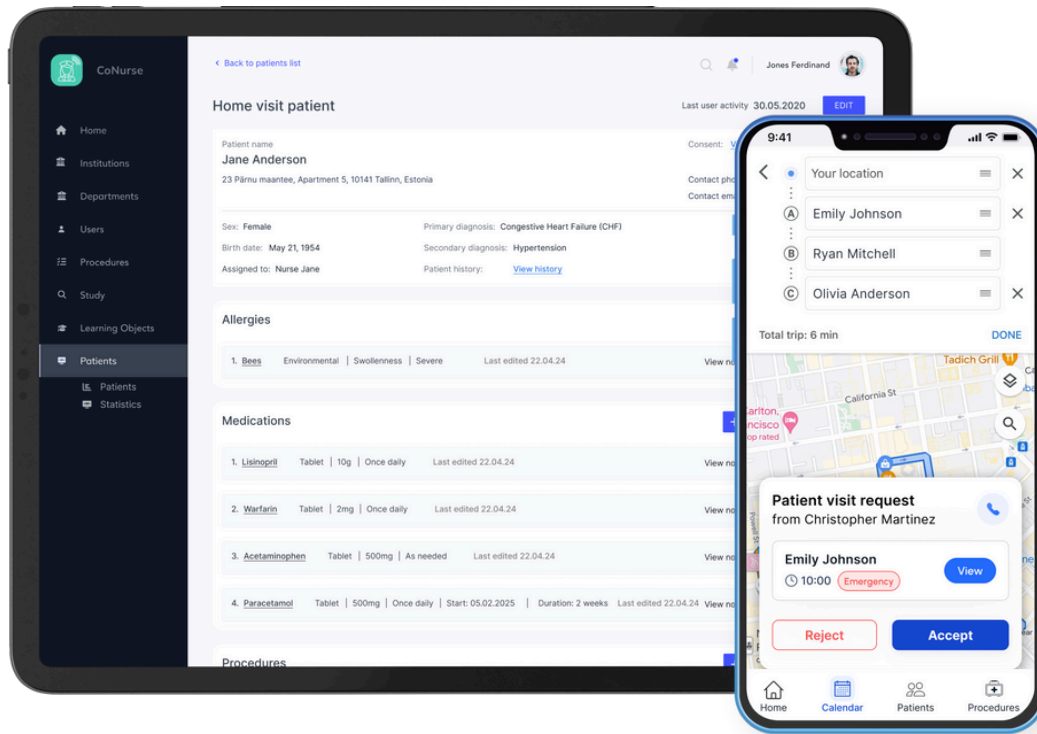 CoNurse
Home
Institutions
Departments
Users
Procedures
Study
Learning Objects
Patients
Patients
Statistics
Back to patients list
Jones Ferdinand
Home visit patient
Last user activity 30.05.2020
EDIT
Patient name
Consent:
Jane Anderson
23 Pärnu maantee, Apartment 5, 10141 Tallinn, Estonia
Contact
Contact
Sex: Female
Primary diagnosis: Congestive Heart Failure (CHF)
Birth date: May 21, 1954
Secondary diagnosis: Hypertension
Assigned to: Nurse Jane
Patient history: View history
Allergies
1. Bees Environmental | Swollenness | Severe Last edited 22.04.24 View
Medications
1. Lisinopril Tablet | 10g | Once daily Last edited 22.04.24 View
2. Warfarin Tablet | 2mg | Once daily Last edited 22.04.24 View
3. Acetaminophen Tablet | 500mg | As needed Last edited 22.04.24 View
4. Paracetamol Tablet | 500mg | Once daily | Start: 05.02.2025 | Duration: 2 weeks Last edited 22.04.24 View
Procedures
9:41
Your location
A Emily Johnson
B Ryan Mitchell
C Olivia Anderson
Total trip: 6 min
DONE
Tadich Grill
California St
Powell St
Patient visit request
from Christopher Martinez
Emily Johnson
10:00 Emergency
View
Reject
Accept
Home
Calendar
Patients
Procedures